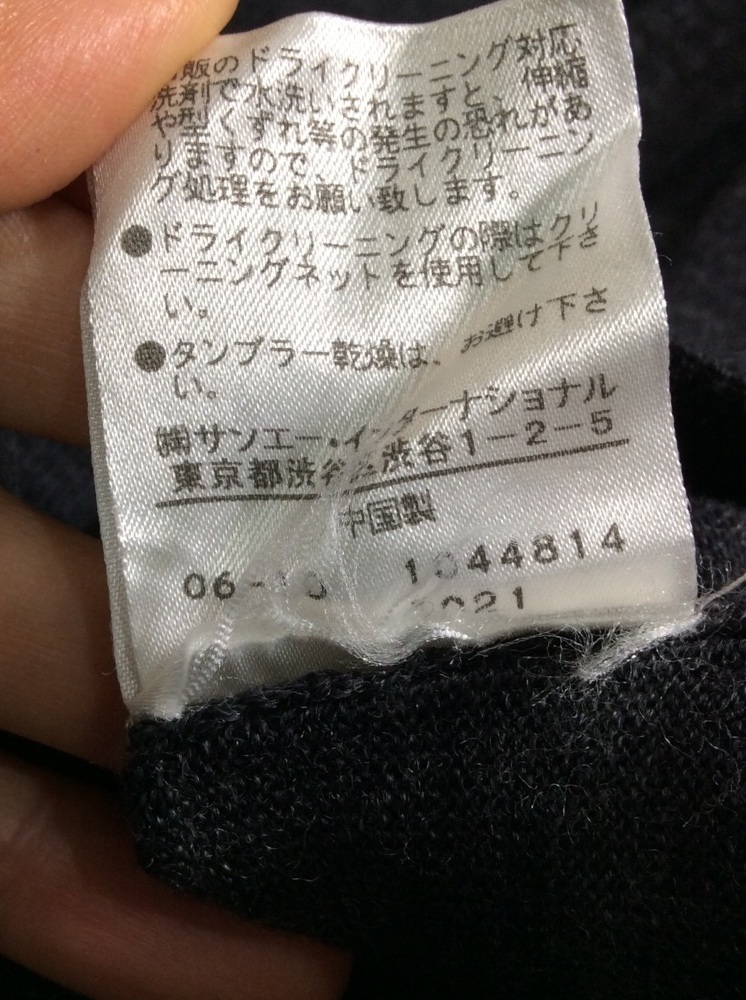 販のドライクリーニング対応
洗剤で水洗いされますと、伸縮
や型くずれ等の発生の恐れがあ
りますので、ドライクリーニン
グ処理をお願い致します。
●ドライクリーニングの際はクリ
ーニングネットを使用して下さ
い。
●タンブラー乾燥は、お避け下さ
い。
㈱サンエー・インターナショナル
東京都渋谷区渋谷1-2-5
中国製
06- 1044814
021